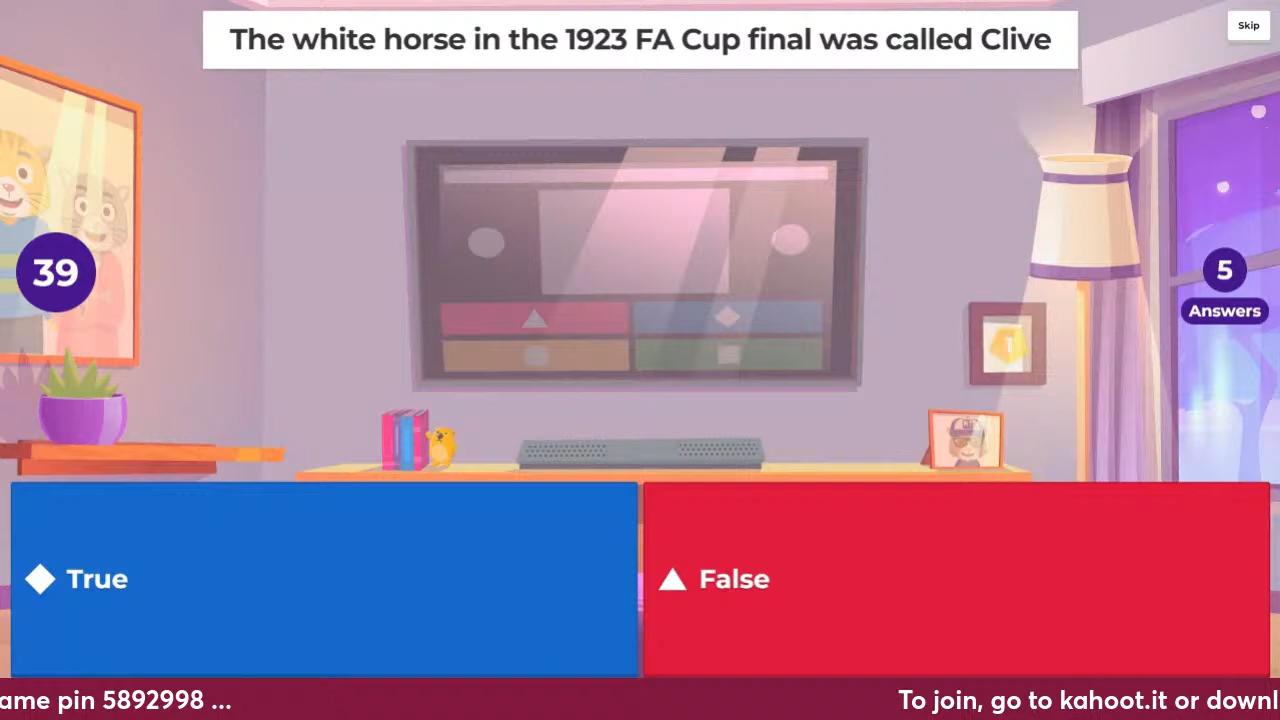 The white horse in the 1923 FA Cup final was called Clive
Skip
39
5
Answers
True
False
ame pin 5892998 ...
To join, go to kahoot.it or downl